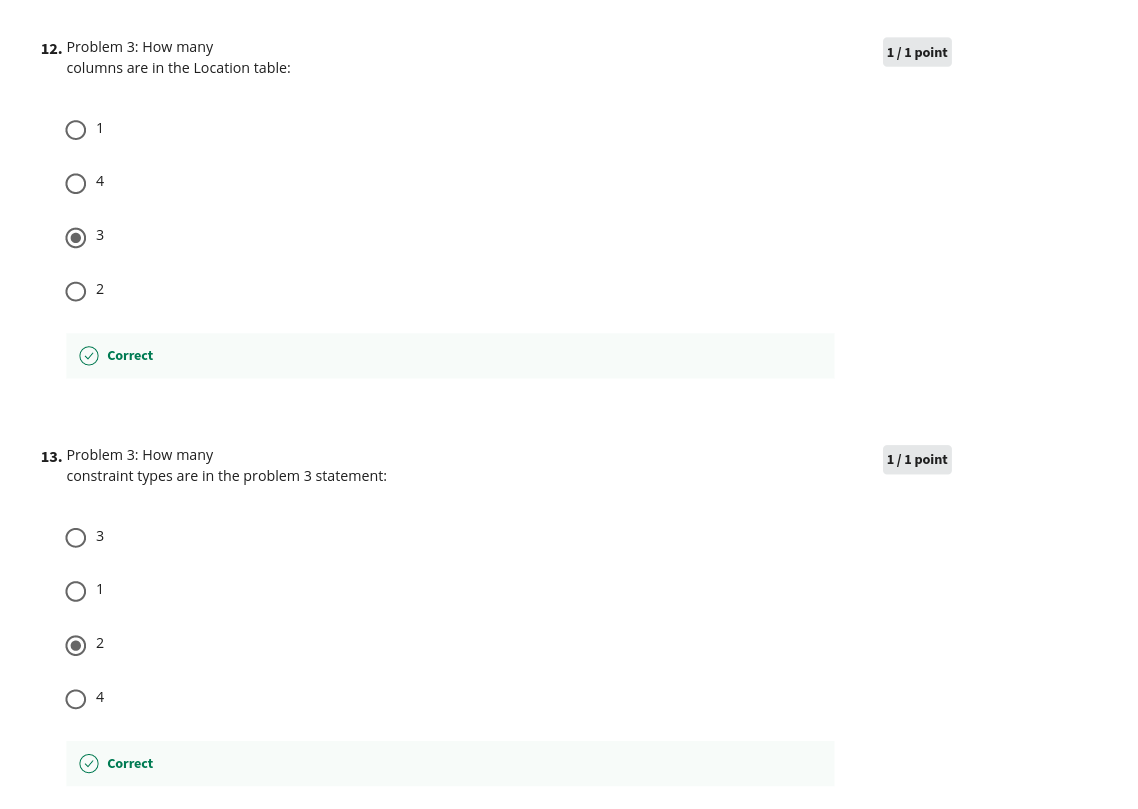 12. Problem 3: How many
columns are in the Location table:
1 / 1 point
1
4
3
2
Correct
13. Problem 3: How many
constraint types are in the problem 3 statement:
1 / 1 point
3
1
2
4
Correct